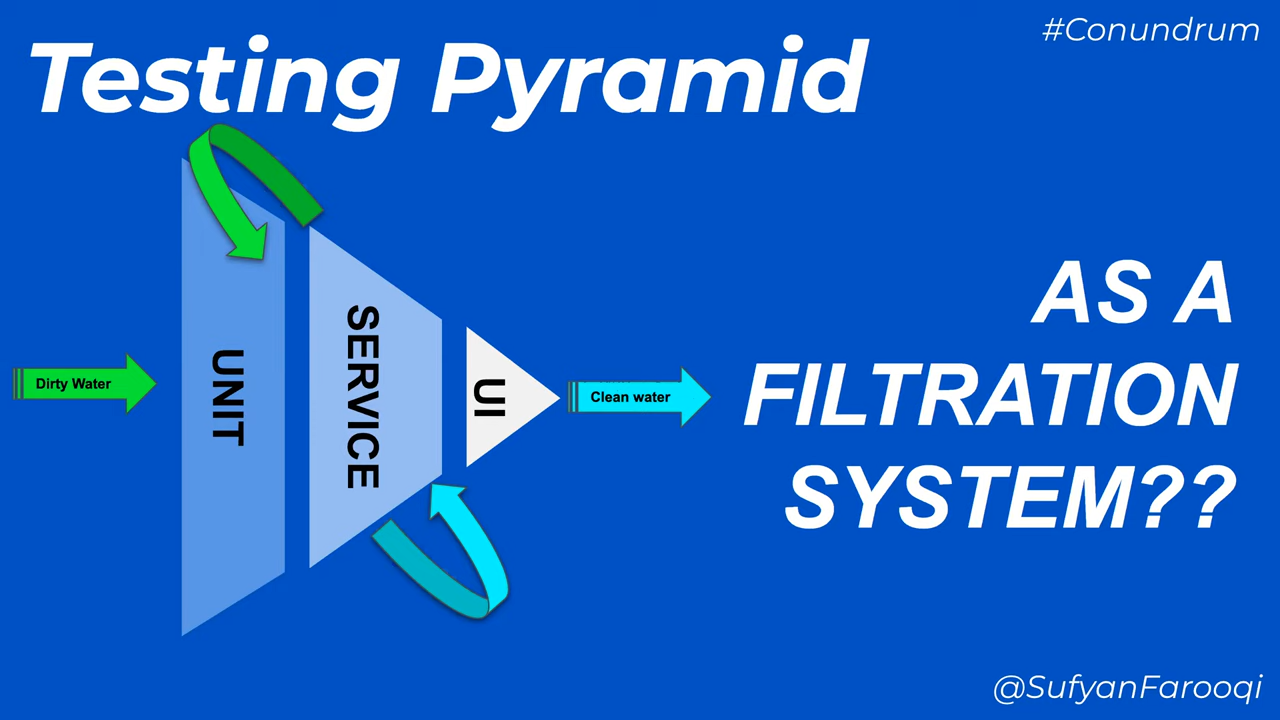 #Conundrum
Testing Pyramid
UNIT
SERVICE
UI
Dirty Water
Clean water
AS A
FILTRATION
SYSTEM??
@SufyanFarooqi